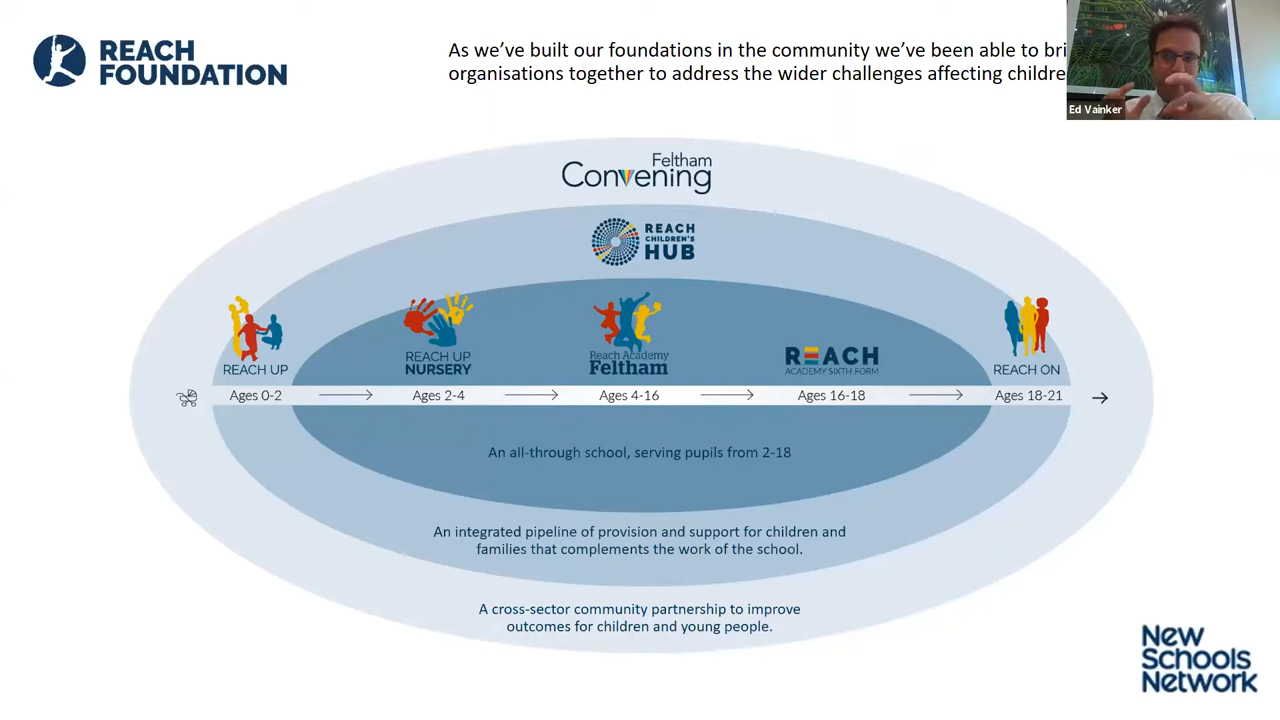 REACH
FOUNDATION
As we’ve built our foundations in the community we’ve been able to
organisations together to address the wider challenges affecting
Ed Vainker
Feltham
Convening
REACH
CHILDREN'S
HUB
REACH UP
REACH UP
NURSERY
Reach Academy
Feltham
REACH
ACADEMY SIXTH FORM
REACH ON
Ages 0-2
Ages 2-4
Ages 4-16
Ages 16-18
Ages 18-21
An all-through school, serving pupils from 2-18
An integrated pipeline of provision and support for children and
families that complements the work of the school.
A cross-sector community partnership to improve
outcomes for children and young people.
New
Schools
Network